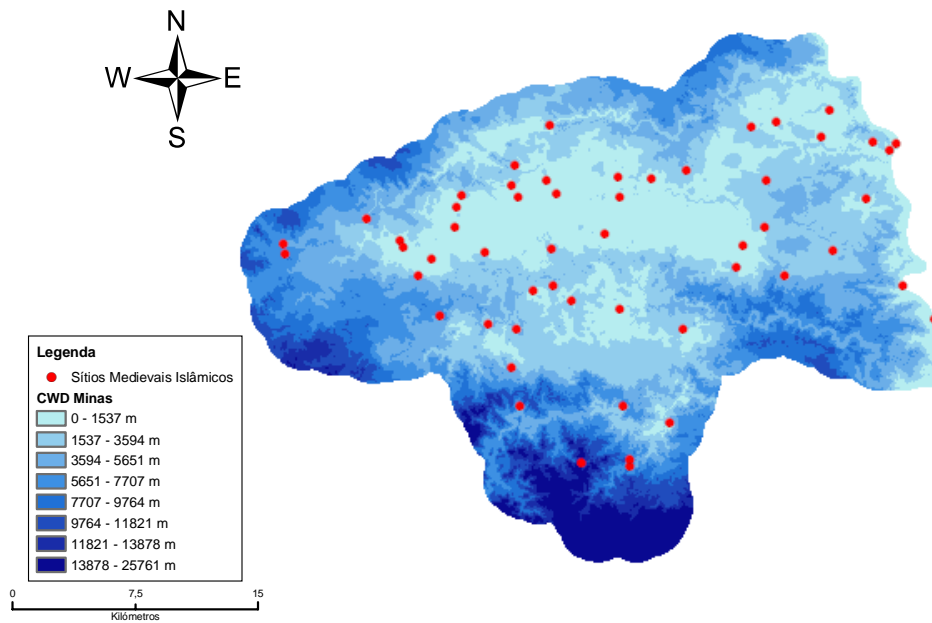 N
W E
S
Legenda
Sítios Medievais Islâmicos
CWD Minas
0 - 1537 m
1537 - 3594 m
3594 - 5651 m
5651 - 7707 m
7707 - 9764 m
9764 - 11821 m
11821 - 13878 m
13878 - 25761 m
0 7,5 15
Kilómetros